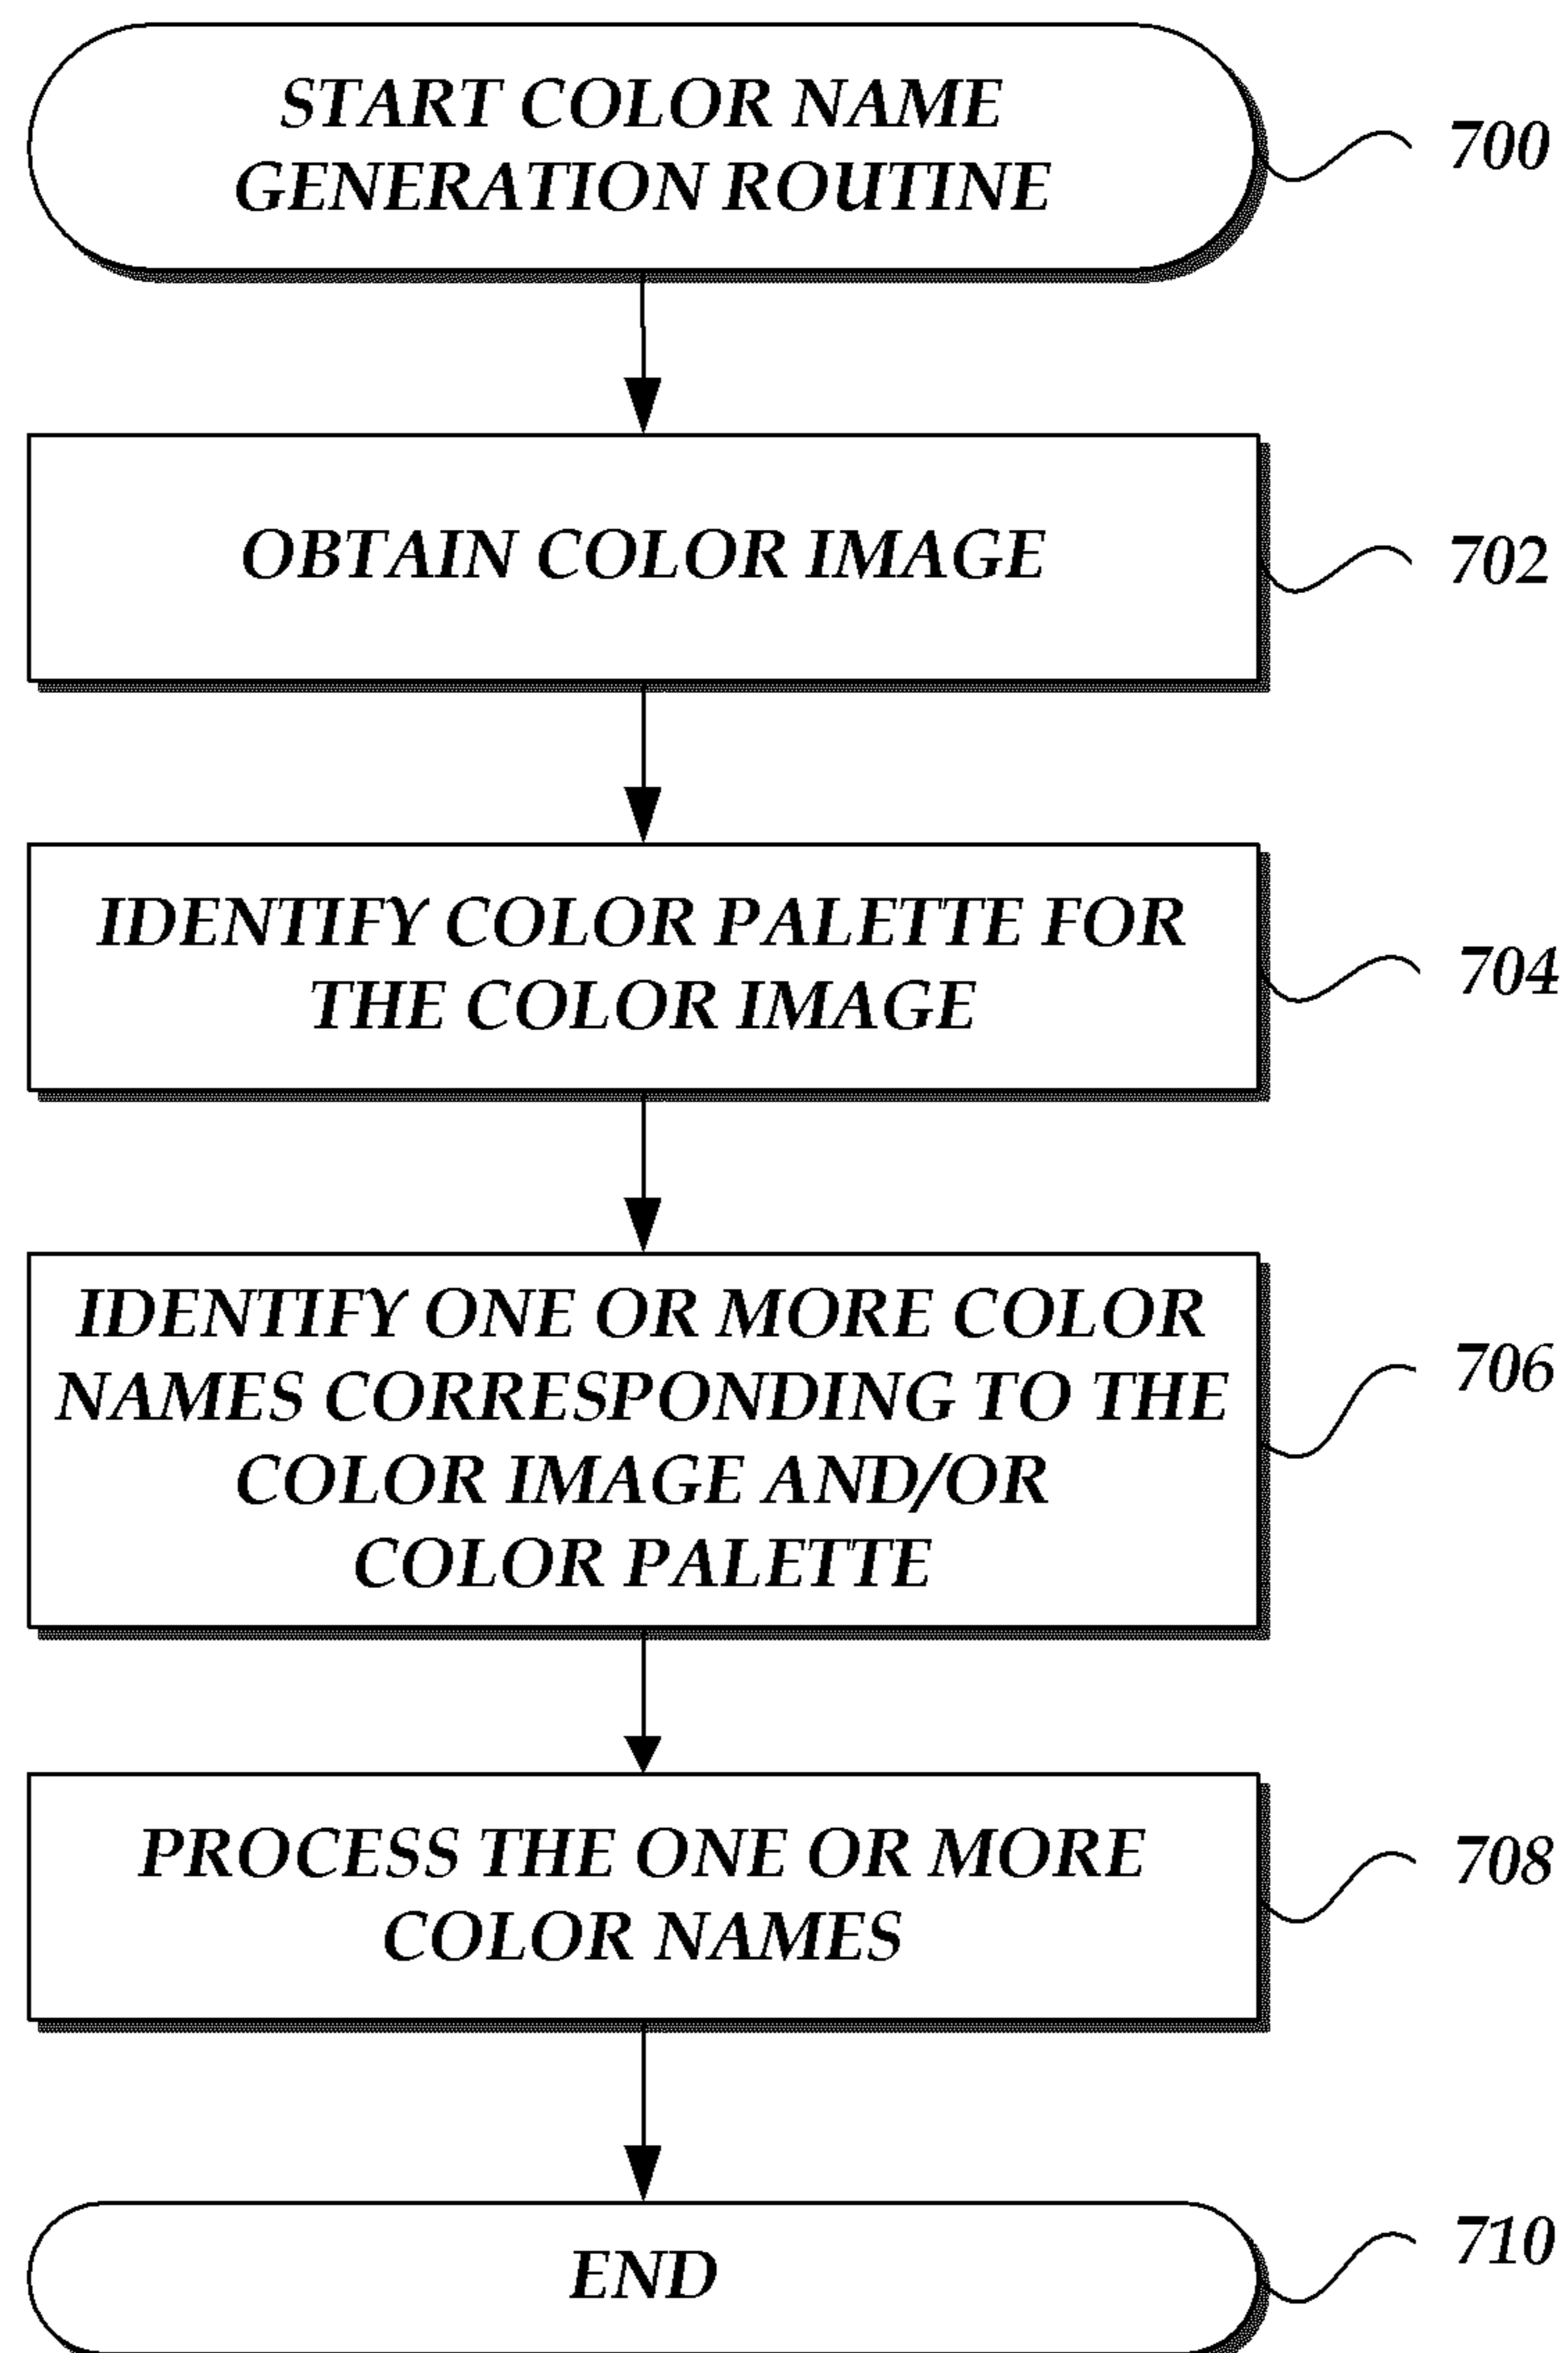 START COLOR NAME
GENERATION ROUTINE
700
OBTAIN COLOR IMAGE
702
IDENTIFY COLOR PALETTE FOR
THE COLOR IMAGE
704
IDENTIFY ONE OR MORE COLOR
NAMES CORRESPONDING TO THE
COLOR IMAGE AND/OR
COLOR PALETTE
706
PROCESS THE ONE OR MORE
COLOR NAMES
708
END
710